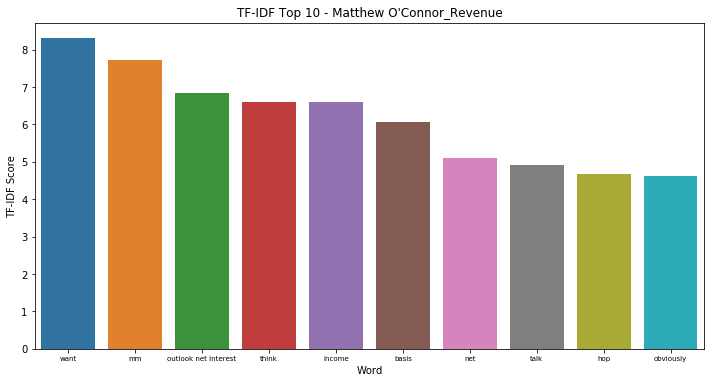 TF-IDF Top 10 - Matthew O'Connor_Revenue
TF-IDF Score
8
7
6
5
4
3
2
1
0
want mm outlook net interest think income basis net talk hop obviously
Word